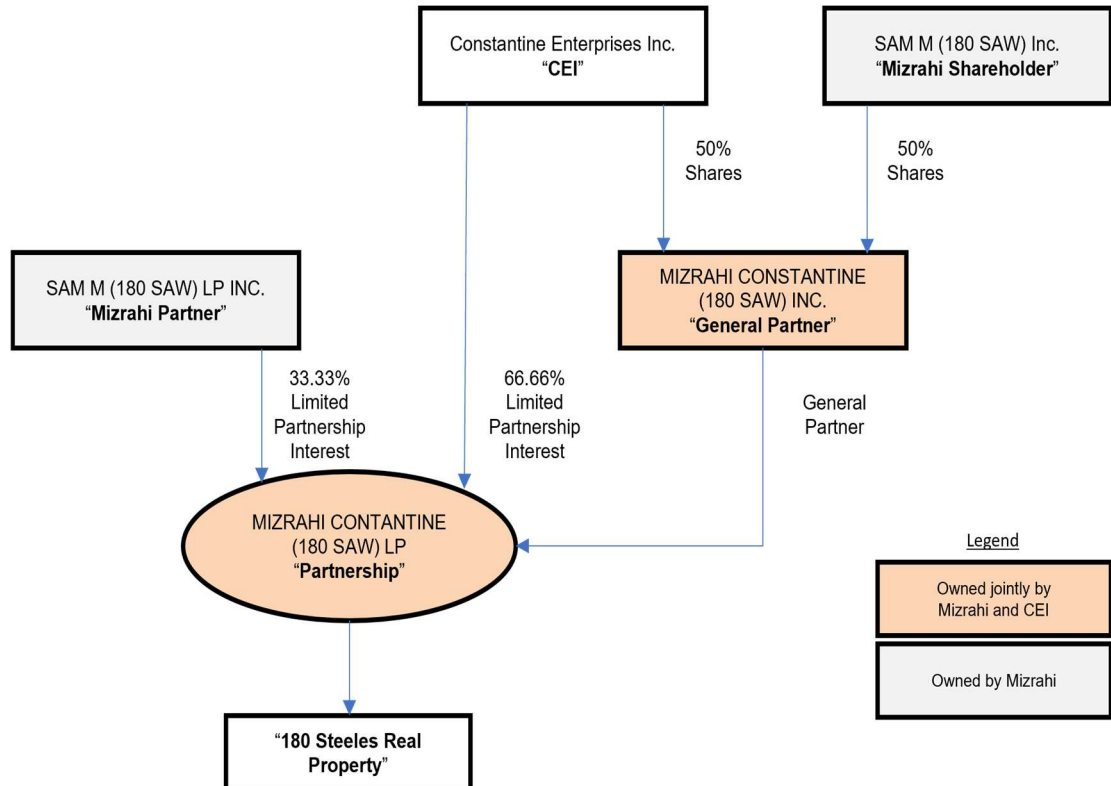 Constantine Enterprises Inc.
“CEI”
SAM M (180 SAW) Inc.
“Mizrahi Shareholder”
50%
Shares
50%
Shares
SAM M (180 SAW) LP INC.
“Mizrahi Partner”
MIZRAHI CONSTANTINE
(180 SAW) INC.
“General Partner”
33.33%
Limited
Partnership
Interest
66.66%
Limited
Partnership
Interest
General
Partner
MIZRAHI CONTANTINE
(180 SAW) LP
“Partnership”
Legend
Owned jointly by
Mizrahi and CEI
Owned by Mizrahi
“180 Steeles Real
Property”